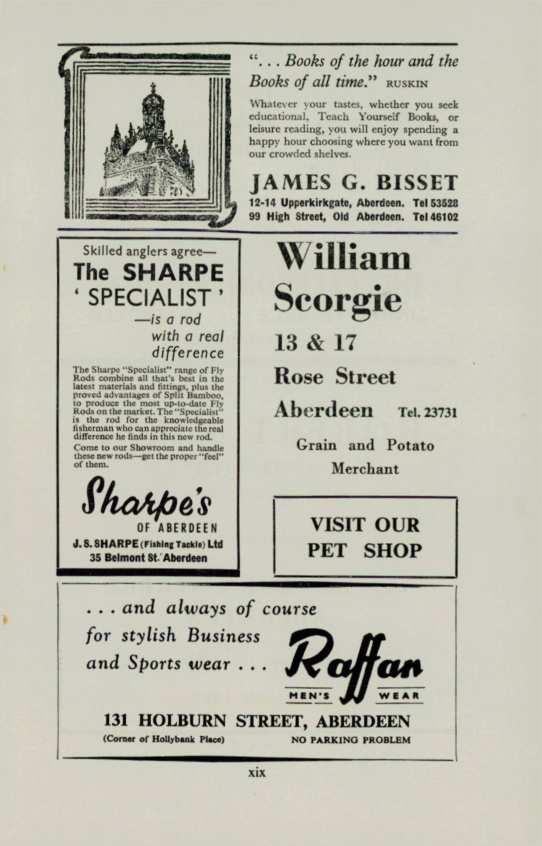 “. . . Books of the hour and the
Books of all time.” RUSKIN
Whatever your tastes, whether you seek
educational, Teach Yourself Books, or
leisure reading, you will enjoy spending a
happy hour choosing where you want from
our crowded shelves.
JAMES G. BISSET
12-14 Upperkirkgate, Aberdeen. Tel 53528
99 High Street, Old Aberdeen. Tel 46102
Skilled anglers agree—
The SHARPE
‘ SPECIALIST ’
—is a rod
with a real
difference
The Sharpe “Specialist” range of Fly
Rods combine all that's best in the
latest materials and fittings, plus the
proved advantages of Split Bamboo,
to produce the most up-to-date Fly
Rods on the market. The “Specialist”
is the rod for the knowledgeable
fisherman who can appreciate the real
difference he finds in this new rod.
Come to our Showroom and handle
these new rods—get the proper “feel”
of them.
Sharpe's
OF ABERDEEN
J. S. SHARPE (Fishing Tackle) Ltd
35 Belmont St. Aberdeen
William
Scorgie
13 & 17
Rose Street
Aberdeen Tel. 23731
Grain and Potato
Merchant
VISIT OUR
PET SHOP
. . . and always of course
for stylish Business
and Sports wear . . .
Raffan
MEN'S WEAR
131 HOLBURN STREET, ABERDEEN
(Corner of Hollybank Place) NO PARKING PROBLEM
xix